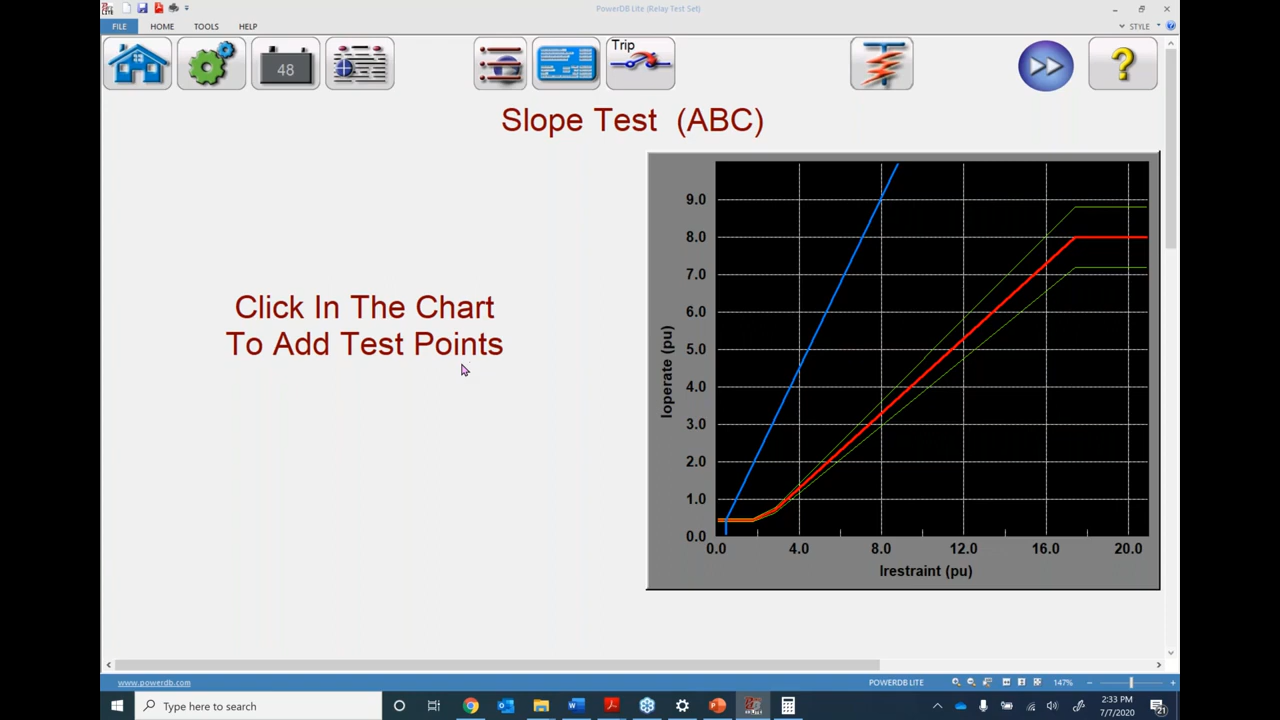 PowerDB Lite (Relay Test Set)
FILE HOME TOOLS HELP STYLE
48
Trip
?
Slope Test (ABC)
Click In The Chart
To Add Test Points
Ioperate (pu)
9.0
8.0
7.0
6.0
5.0
4.0
3.0
2.0
1.0
0.0
0.0 4.0 8.0 12.0 16.0 20.0
Irestraint (pu)
www.powerdb.com POWERDB LITE 147%
Type here to search
2:33 PM
7/7/2020
21